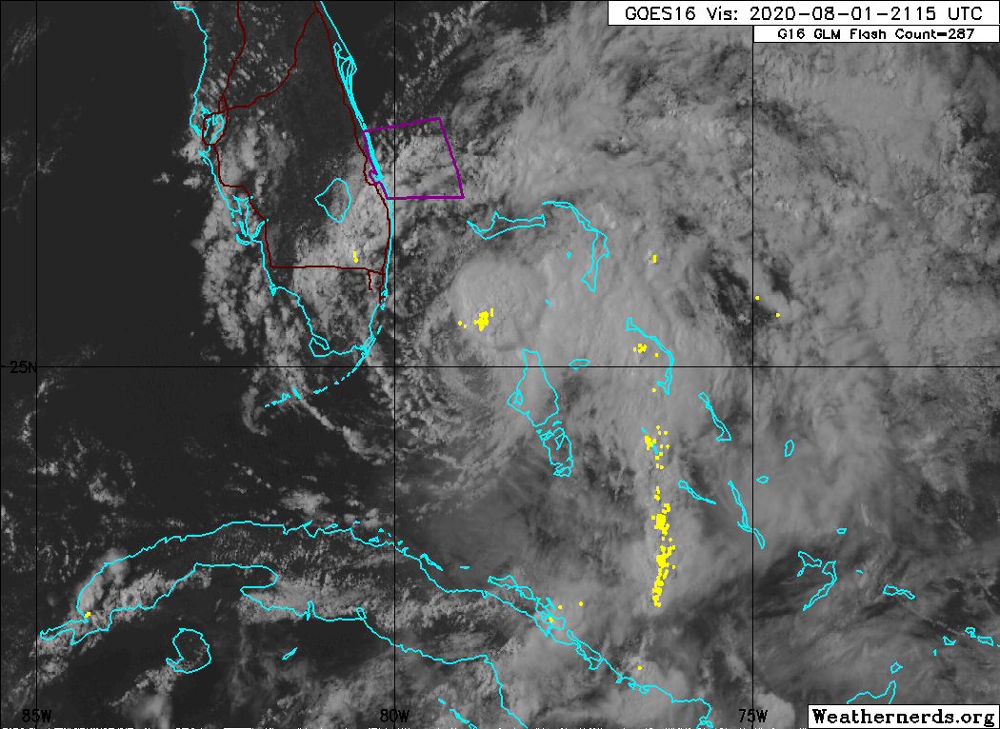 GOES16 Vis: 2020-08-01-2115 UTC
G16 GLM Flash Count=287
25N
85W
80W
75W
Weathernerds.org